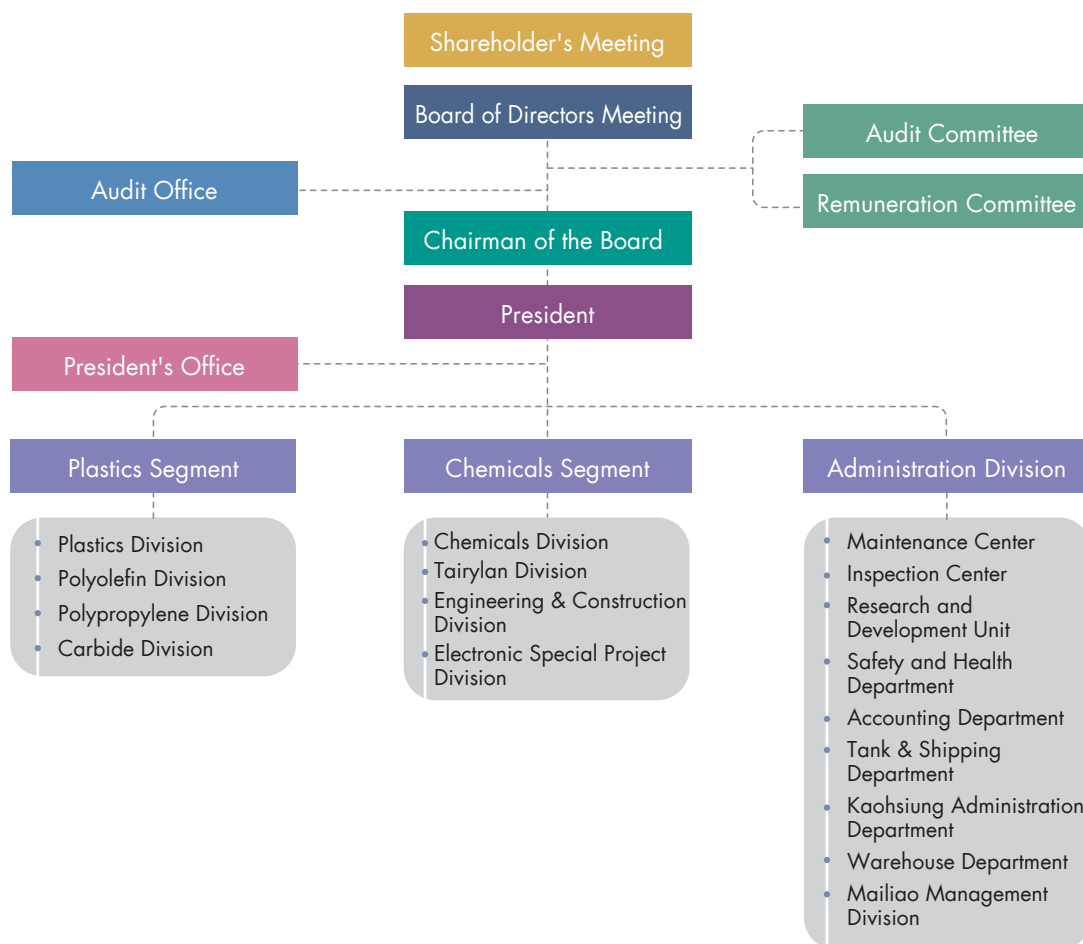 Shareholder's Meeting
Board of Directors Meeting
Audit Committee
Audit Office
Remuneration Committee
Chairman of the Board
President
President's Office
Plastics Segment
Chemicals Segment
Administration Division
Plastics Division
Polyolefin Division
Polypropylene Division
Carbide Division
Chemicals Division
Tairylan Division
Engineering & Construction
Division
Electronic Special Project
Division
Maintenance Center
Inspection Center
Research and
Development Unit
Safety and Health
Department
Accounting Department
Tank & Shipping
Department
Kaohsiung Administration
Department
Warehouse Department
Mailiao Management
Division